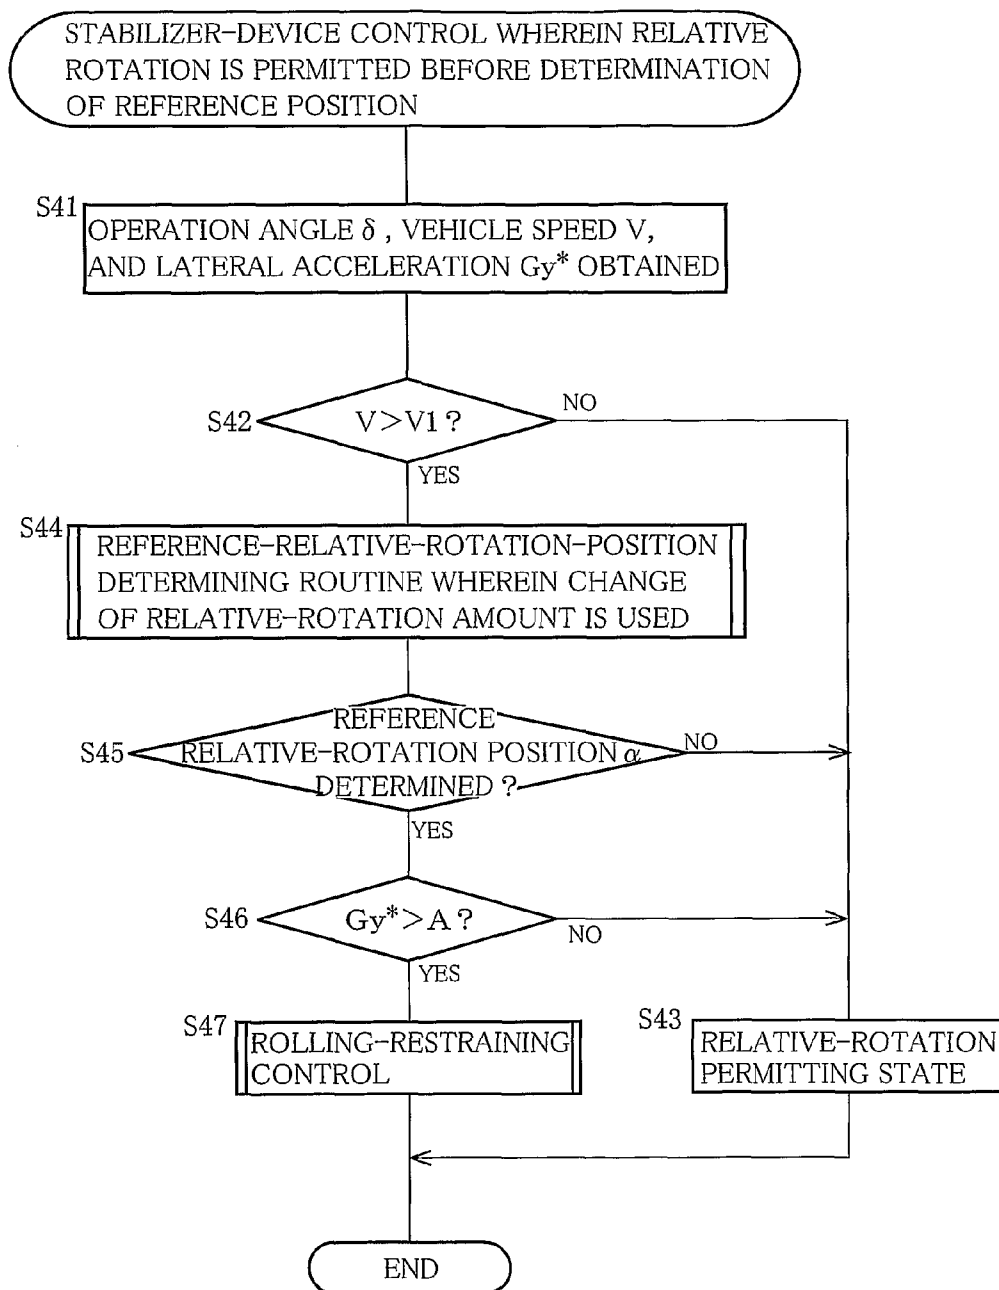 STABILIZER-DEVICE CONTROL WHEREIN RELATIVE
ROTATION IS PERMITTED BEFORE DETERMINATION
OF REFERENCE POSITION
S41
OPERATION ANGLE δ, VEHICLE SPEED V,
AND LATERAL ACCELERATION Gy* OBTAINED
S42
V>V1?
NO
YES
S44
REFERENCE-RELATIVE-ROTATION-POSITION
DETERMINING ROUTINE WHEREIN CHANGE
OF RELATIVE-ROTATION AMOUNT IS USED
S45
REFERENCE
RELATIVE-ROTATION POSITION α
DETERMINED?
NO
YES
S46
Gy*>A?
NO
YES
S47
ROLLING-RESTRAINING
CONTROL
S43
RELATIVE-ROTATION
PERMITTING STATE
END